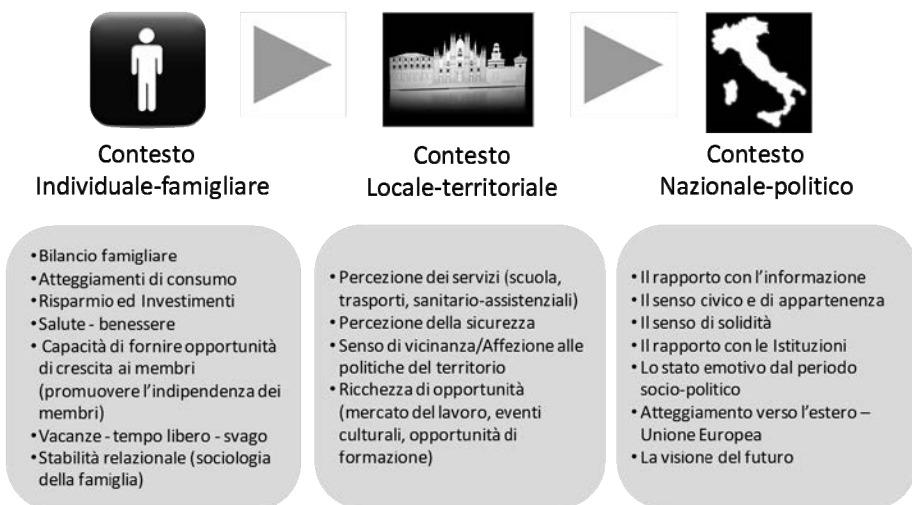 Contesto
Individuale-famigliare
Contesto
Locale-territoriale
Contesto
Nazionale-politico
• Bilancio famigliare
• Atteggiamenti di consumo
• Risparmio ed Investimenti
• Salute - benessere
• Capacità di fornire opportunità
di crescita ai membri
(promuovere l'indipendenza dei
membri)
• Vacanze - tempo libero - svago
• Stabilità relazionale (sociologia
della famiglia)
• Percezione dei servizi (scuola,
trasporti, sanitario-assistenziali)
• Percezione della sicurezza
• Senso di vicinanza/Affezione alle
politiche del territorio
• Ricchezza di opportunità
(mercato del lavoro, eventi
culturali, opportunità di
formazione)
• Il rapporto con l'informazione
• Il senso civico e di appartenenza
• Il senso di solidità
• Il rapporto con le Istituzioni
• Lo stato emotivo dal periodo
socio-politico
• Atteggiamento verso l'estero –
Unione Europea
• La visione del futuro